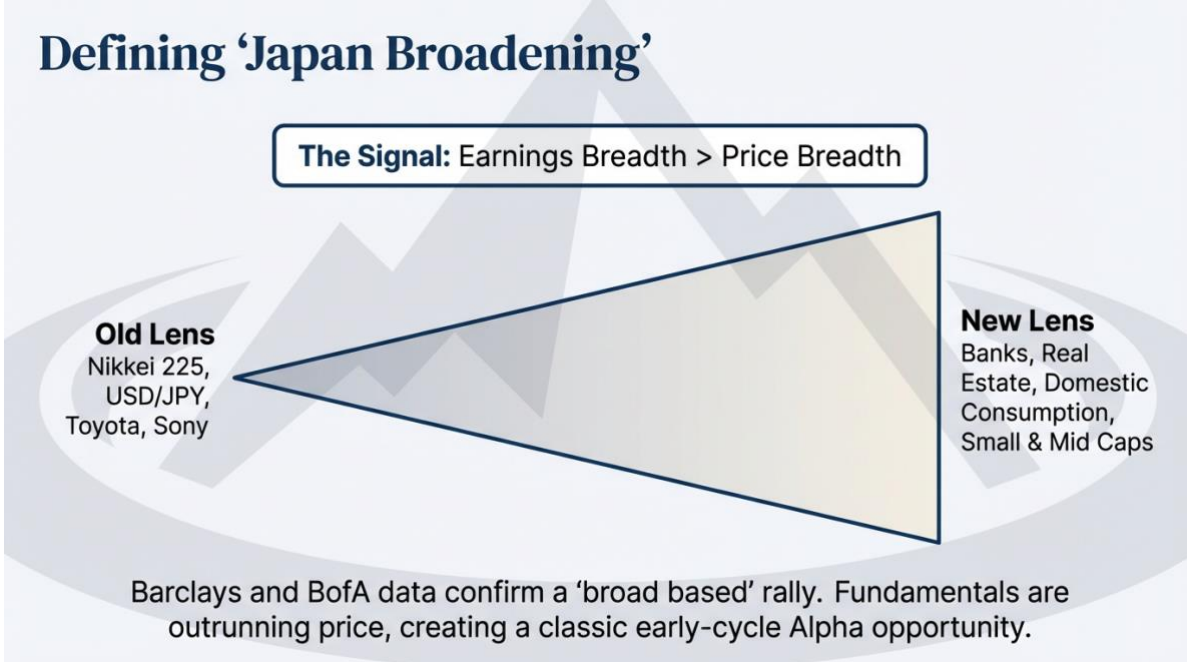 Defining ‘Japan Broadening’
The Signal: Earnings Breadth > Price Breadth
Old Lens
Nikkei 225,
USD/JPY,
Toyota, Sony
New Lens
Banks, Real
Estate, Domestic
Consumption,
Small & Mid Caps
Barclays and BofA data confirm a ‘broad based’ rally. Fundamentals are
outrunning price, creating a classic early-cycle Alpha opportunity.